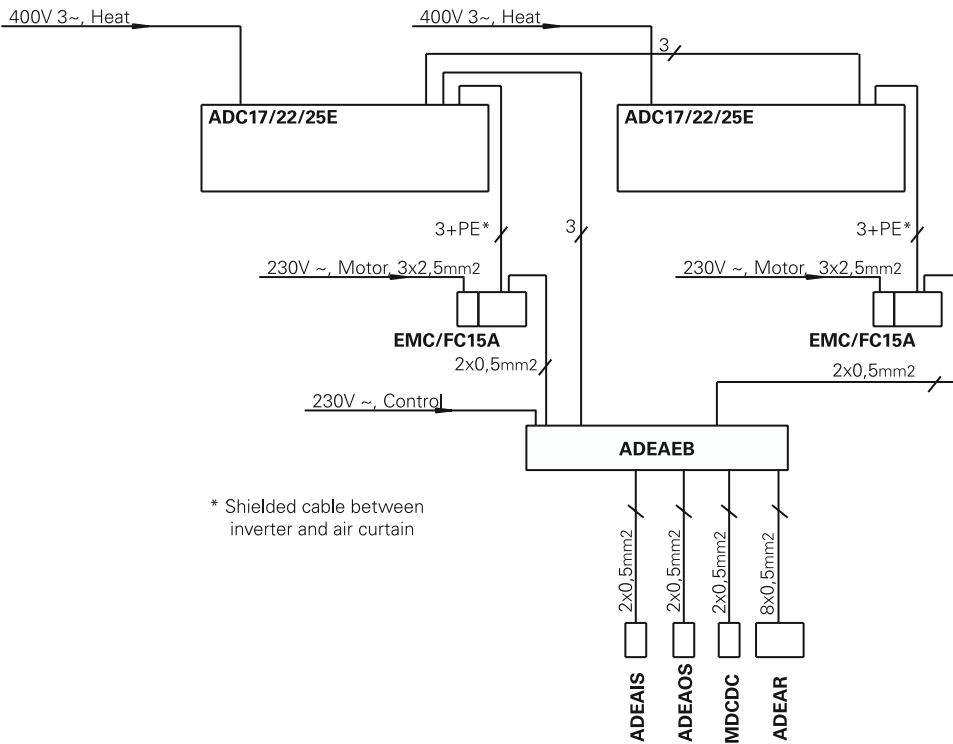 400V 3~, Heat
400V 3~, Heat
3
ADC17/22/25E
ADC17/22/25E
3+PE*
3
3+PE*
230V ~, Motor, 3x2,5mm2
230V ~, Motor, 3x2,5mm2
EMC/FC15A
EMC/FC15A
2x0,5mm2
2x0,5mm2
230V ~, Control
ADEAEB
* Shielded cable between
inverter and air curtain
2x0,5mm2
2x0,5mm2
2x0,5mm2
8x0,5mm2
ADEAIS
ADEAOS
MDCDC
ADEAR